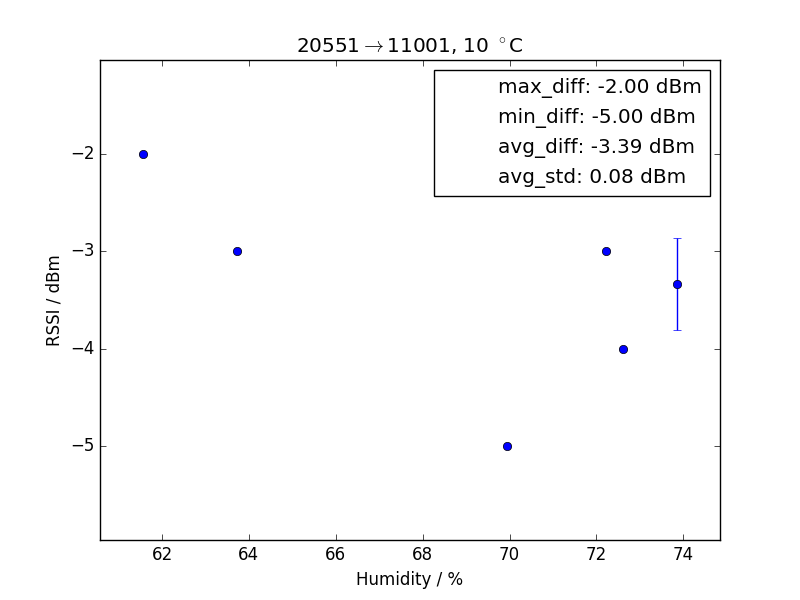 20551→11001, 10 °C
max_diff: -2.00 dBm
min_diff: -5.00 dBm
avg_diff: -3.39 dBm
avg_std: 0.08 dBm
RSSI / dBm
−2
−3
−4
−5
62 64 66 68 70 72 74
Humidity / %